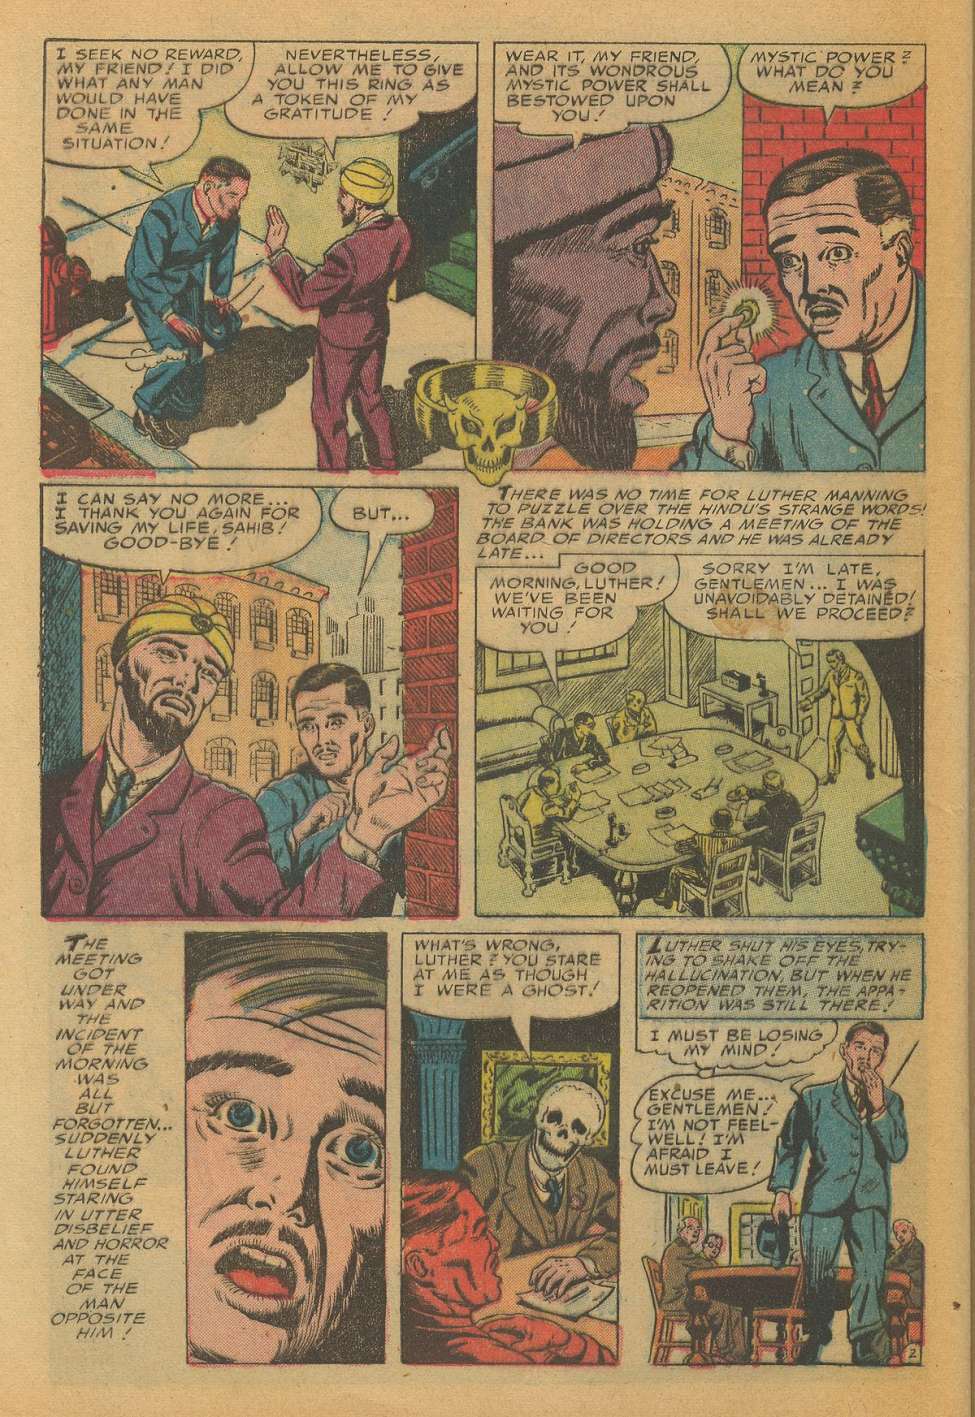 I SEEK NO REWARD,
MY FRIEND! I DID
WHAT ANY MAN
WOULD HAVE
DONE IN THE
SAME
SITUATION!
NEVERTHELESS,
ALLOW ME TO GIVE
YOU THIS RING AS
A TOKEN OF MY
GRATITUDE!
WEAR IT, MY FRIEND,
AND ITS WONDROUS
MYSTIC POWER SHALL
BESTOWED UPON
YOU!
MYSTIC POWER?
WHAT DO YOU
MEAN?
I CAN SAY NO MORE...
I THANK YOU AGAIN FOR
SAVING MY LIFE, SAHIB!
GOOD-BYE!
BUT...
THERE WAS NO TIME FOR LUTHER MANNING
TO PUZZLE OVER THE HINDU'S STRANGE WORDS!
THE BANK WAS HOLDING A MEETING OF THE
BOARD OF DIRECTORS AND HE WAS ALREADY
LATE...
GOOD
MORNING, LUTHER!
WE'VE BEEN
WAITING FOR
YOU!
SORRY I'M LATE,
GENTLEMEN... I WAS
UNAVOIDABLY DETAINED!
SHALL WE PROCEED?
THE
MEETING
GOT
UNDER
WAY AND
THE
INCIDENT
OF THE
MORNING
WAS
ALL
BUT
FORGOTTEN...
SUDDENLY
LUTHER
FOUND
HIMSELF
STARING
IN UTTER
DISBELIEF
AND HORROR
AT THE
FACE
OF THE
MAN
OPPOSITE
HIM!
WHAT'S WRONG,
LUTHER? YOU STARE
AT ME AS THOUGH
I WERE A GHOST!
LUTHER SHUT HIS EYES, TRY-
ING TO SHAKE OFF THE
HALLUCINATION, BUT WHEN HE
REOPENED THEM, THE APPA-
RITION WAS STILL THERE!
I MUST BE LOSING
MY MIND!
EXCUSE ME...
GENTLEMEN!
I'M NOT FEEL-
WELL! I'M
AFRAID I
MUST LEAVE!
2